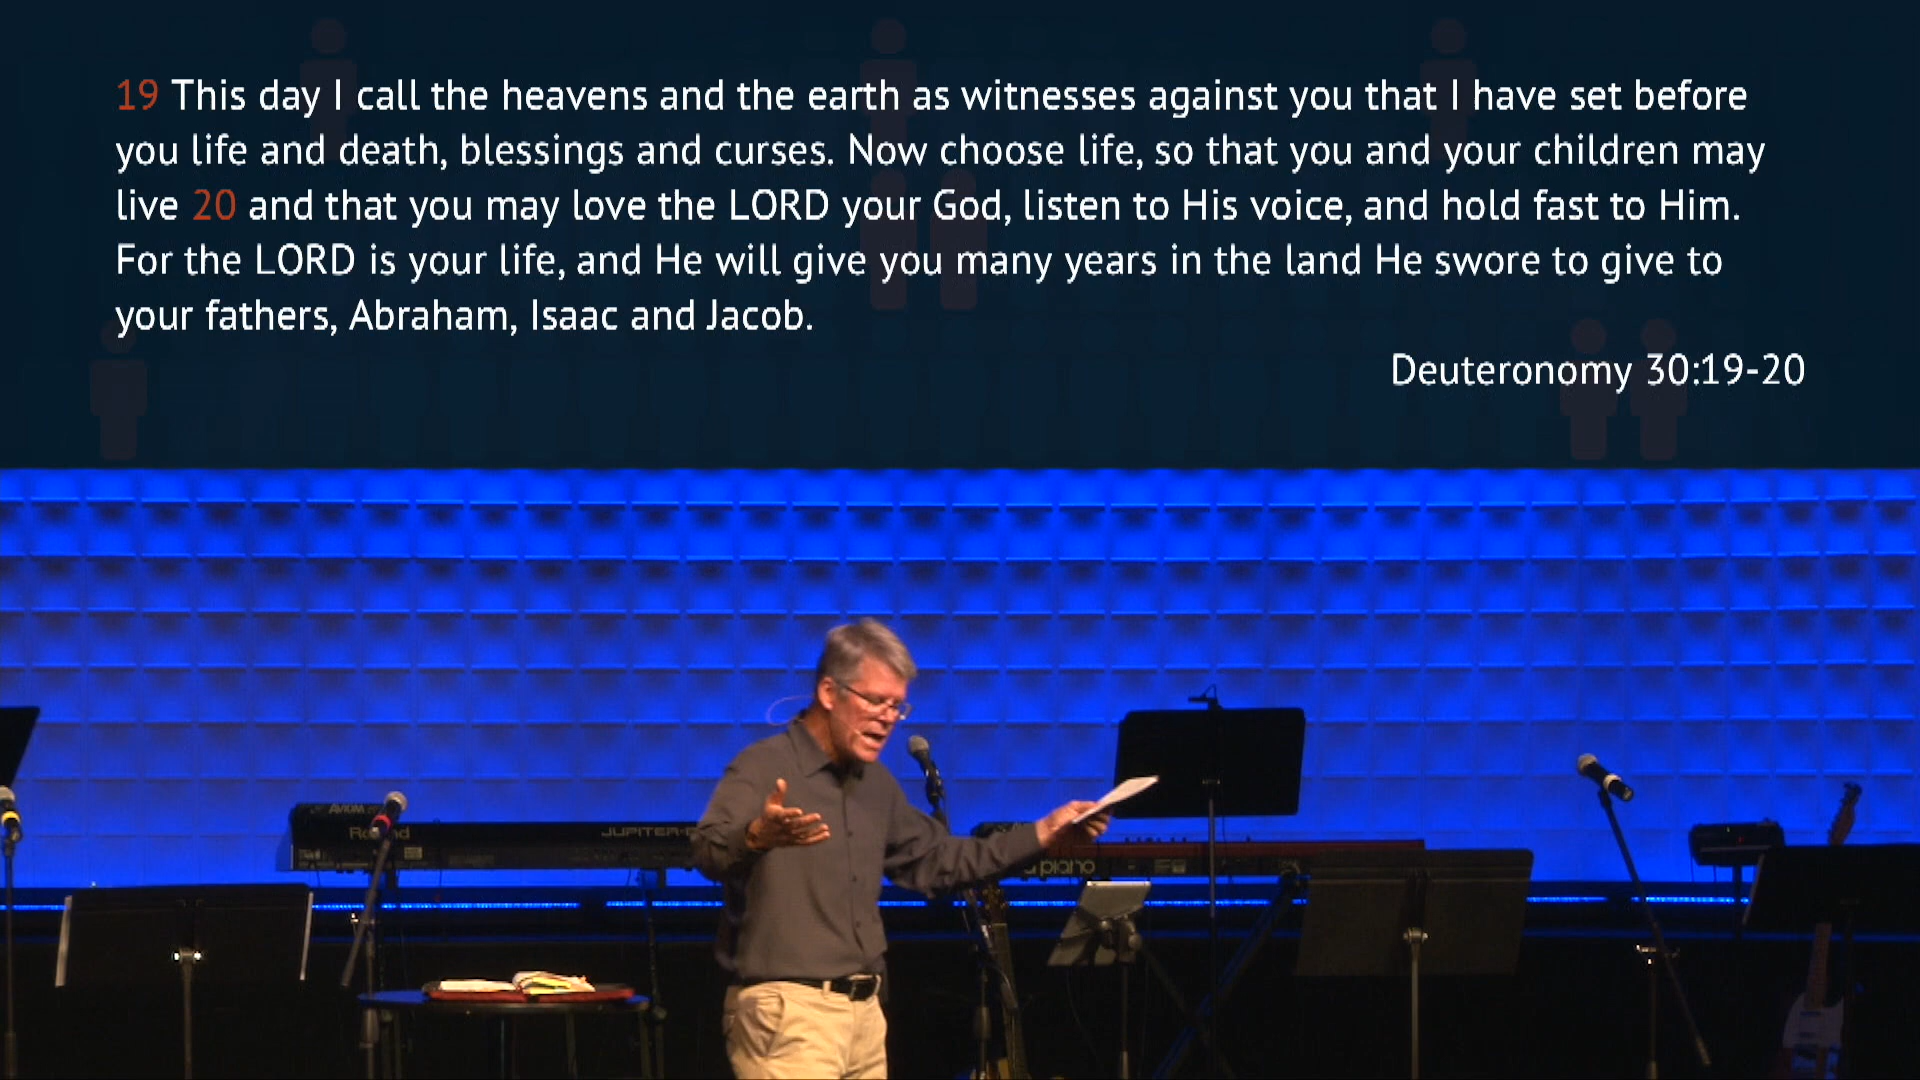 19 This day I call the heavens and the earth as witnesses against you that I have set before
you life and death, blessings and curses. Now choose life, so that you and your children may
live 20 and that you may love the LORD your God, listen to His voice, and hold fast to Him.
For the LORD is your life, and He will give you many years in the land He swore to give to
your fathers, Abraham, Isaac and Jacob.
Deuteronomy 30:19-20
Roland
JUPITER
piano